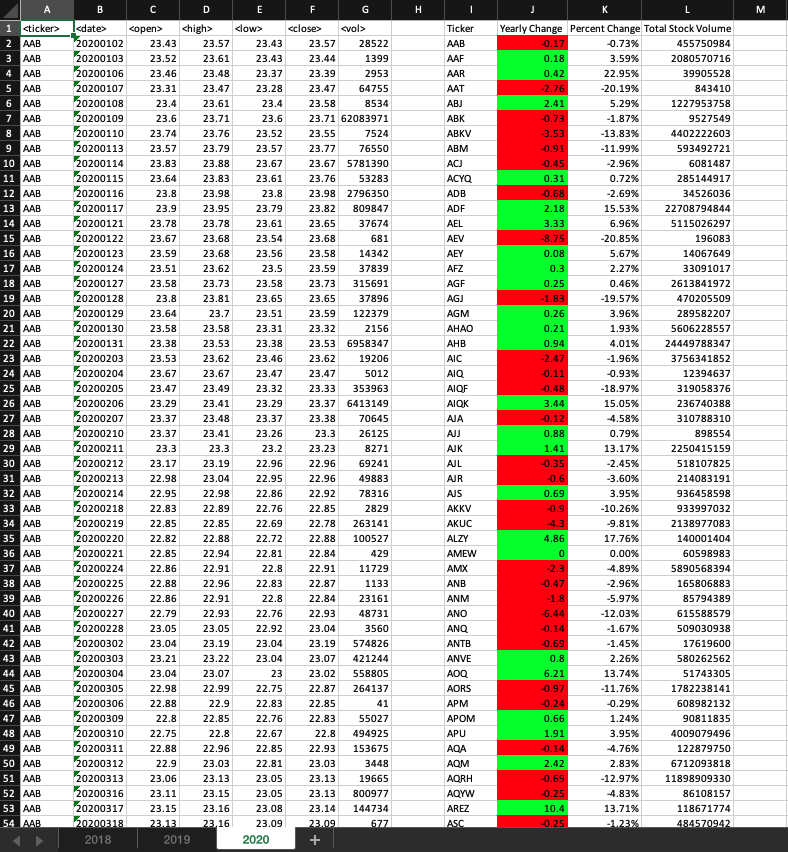 A B C D E F G H I J K L M
1 <ticker> <date> <open> <high> <low> <close> <vol> Ticker Yearly Change Percent Change Total Stock Volume
2 AAB 20200102 23.43 23.57 23.43 23.57 28522 AAB -0.17 -0.73% 455750984
3 AAB 20200103 23.52 23.61 23.43 23.44 1399 AAF 0.18 3.59% 2080570716
4 AAB 20200106 23.46 23.48 23.37 23.39 2953 AAR 0.42 22.95% 39905528
5 AAB 20200107 23.31 23.47 23.28 23.47 64755 AAT -2.76 -20.19% 843410
6 AAB 20200108 23.4 23.61 23.4 23.58 8534 ABJ 2.41 5.29% 1227953758
7 AAB 20200109 23.6 23.71 23.6 23.71 62083971 ABK -0.73 -1.87% 9527549
8 AAB 20200110 23.74 23.76 23.52 23.55 7524 ABKV -3.53 -13.83% 4402222603
9 AAB 20200113 23.57 23.79 23.57 23.77 76550 ABM -0.91 -11.99% 593492721
10 AAB 20200114 23.83 23.88 23.67 23.67 5781390 ACJ -0.45 -2.96% 6081487
11 AAB 20200115 23.64 23.83 23.61 23.76 53283 ACYQ 0.31 0.72% 285144917
12 AAB 20200116 23.8 23.98 23.8 23.98 2796350 ADB -0.68 -2.69% 34526036
13 AAB 20200117 23.9 23.95 23.79 23.82 809847 ADF 2.18 15.53% 22708794844
14 AAB 20200121 23.78 23.78 23.61 23.65 37674 AEL 3.33 6.96% 5115026297
15 AAB 20200122 23.67 23.68 23.54 23.68 681 AEV -8.75 -20.85% 196083
16 AAB 20200123 23.59 23.68 23.56 23.58 14342 AEY 0.08 5.67% 14067649
17 AAB 20200124 23.51 23.62 23.5 23.59 37839 AFZ 0.3 2.27% 33091017
18 AAB 20200127 23.58 23.73 23.58 23.73 315691 AGF 0.25 0.46% 2613841972
19 AAB 20200128 23.8 23.81 23.65 23.65 37896 AGJ -1.83 -19.57% 470205509
20 AAB 20200129 23.64 23.7 23.51 23.59 122379 AGM 0.26 3.96% 289582207
21 AAB 20200130 23.58 23.58 23.31 23.32 2156 AHAO 0.21 1.93% 5606228557
22 AAB 20200131 23.38 23.53 23.38 23.53 6958347 AHB 0.94 4.01% 24449788347
23 AAB 20200203 23.53 23.62 23.46 23.62 19206 AIC -2.47 -1.96% 3756341852
24 AAB 20200204 23.67 23.67 23.47 23.47 5012 AIQ -0.11 -0.93% 12394637
25 AAB 20200205 23.47 23.49 23.32 23.33 353963 AIQF -0.48 -18.97% 319058376
26 AAB 20200206 23.29 23.41 23.29 23.37 6413149 AIQK 3.44 15.05% 236740388
27 AAB 20200207 23.37 23.48 23.37 23.38 70645 AJA -0.12 -4.58% 310788310
28 AAB 20200210 23.37 23.41 23.26 23.3 26125 AJJ 0.88 0.79% 898554
29 AAB 20200211 23.3 23.3 23.2 23.23 8271 AJK 1.41 13.17% 2250415159
30 AAB 20200212 23.17 23.19 22.96 22.96 69241 AJL -0.35 -2.45% 518107825
31 AAB 20200213 22.98 23.04 22.95 22.96 49883 AJR -0.6 -3.60% 214083191
32 AAB 20200214 22.95 22.98 22.86 22.92 78316 AJS 0.69 3.95% 936458598
33 AAB 20200218 22.83 22.89 22.76 22.85 2829 AKKV -0.9 -10.26% 933997032
34 AAB 20200219 22.85 22.85 22.69 22.78 263141 AKUC -4.3 -9.81% 2138977083
35 AAB 20200220 22.82 22.88 22.72 22.88 100527 ALZY 4.86 17.76% 140001404
36 AAB 20200221 22.85 22.94 22.81 22.84 429 AMEW 0 0.00% 60598983
37 AAB 20200224 22.86 22.91 22.8 22.91 11729 AMX -2.3 -4.89% 5890568394
38 AAB 20200225 22.88 22.96 22.83 22.87 1133 ANB -0.47 -2.96% 165806883
39 AAB 20200226 22.86 22.91 22.8 22.84 23161 ANM -1.8 -5.97% 85794389
40 AAB 20200227 22.79 22.93 22.76 22.93 48731 ANO -6.44 -12.03% 615588579
41 AAB 20200228 23.05 23.05 22.92 23.04 3560 ANQ -0.14 -1.67% 509030938
42 AAB 20200302 23.04 23.19 23.04 23.19 574826 ANTB -0.69 -1.45% 17619600
43 AAB 20200303 23.21 23.22 23.04 23.07 421244 ANVE 0.8 2.26% 580262562
44 AAB 20200304 23.04 23.07 23 23.02 558805 AOQ 6.21 13.74% 51743305
45 AAB 20200305 22.98 22.99 22.75 22.87 264137 AORS -0.97 -11.76% 1782238141
46 AAB 20200306 22.88 22.9 22.83 22.85 41 APM -0.24 -0.29% 608982132
47 AAB 20200309 22.8 22.85 22.76 22.83 55027 APOM 0.66 1.24% 90811835
48 AAB 20200310 22.75 22.8 22.67 22.8 494925 APU 1.91 3.95% 4009079496
49 AAB 20200311 22.88 22.96 22.85 22.93 153675 AQA -0.14 -4.76% 122879750
50 AAB 20200312 22.9 23.03 22.81 23.03 3448 AQM 2.42 2.83% 6712093818
51 AAB 20200313 23.06 23.13 23.05 23.13 19665 AQRH -0.69 -12.97% 11898909330
52 AAB 20200316 23.11 23.15 23.05 23.13 800977 AQYW -0.25 -4.83% 86108157
53 AAB 20200317 23.15 23.16 23.08 23.14 144734 AREZ 10.4 13.71% 118671774
54 AAB 20200318 23.13 23.16 23.09 23.09 677 ASC -0.25 -1.23% 484570942
2018 2019 2020 +